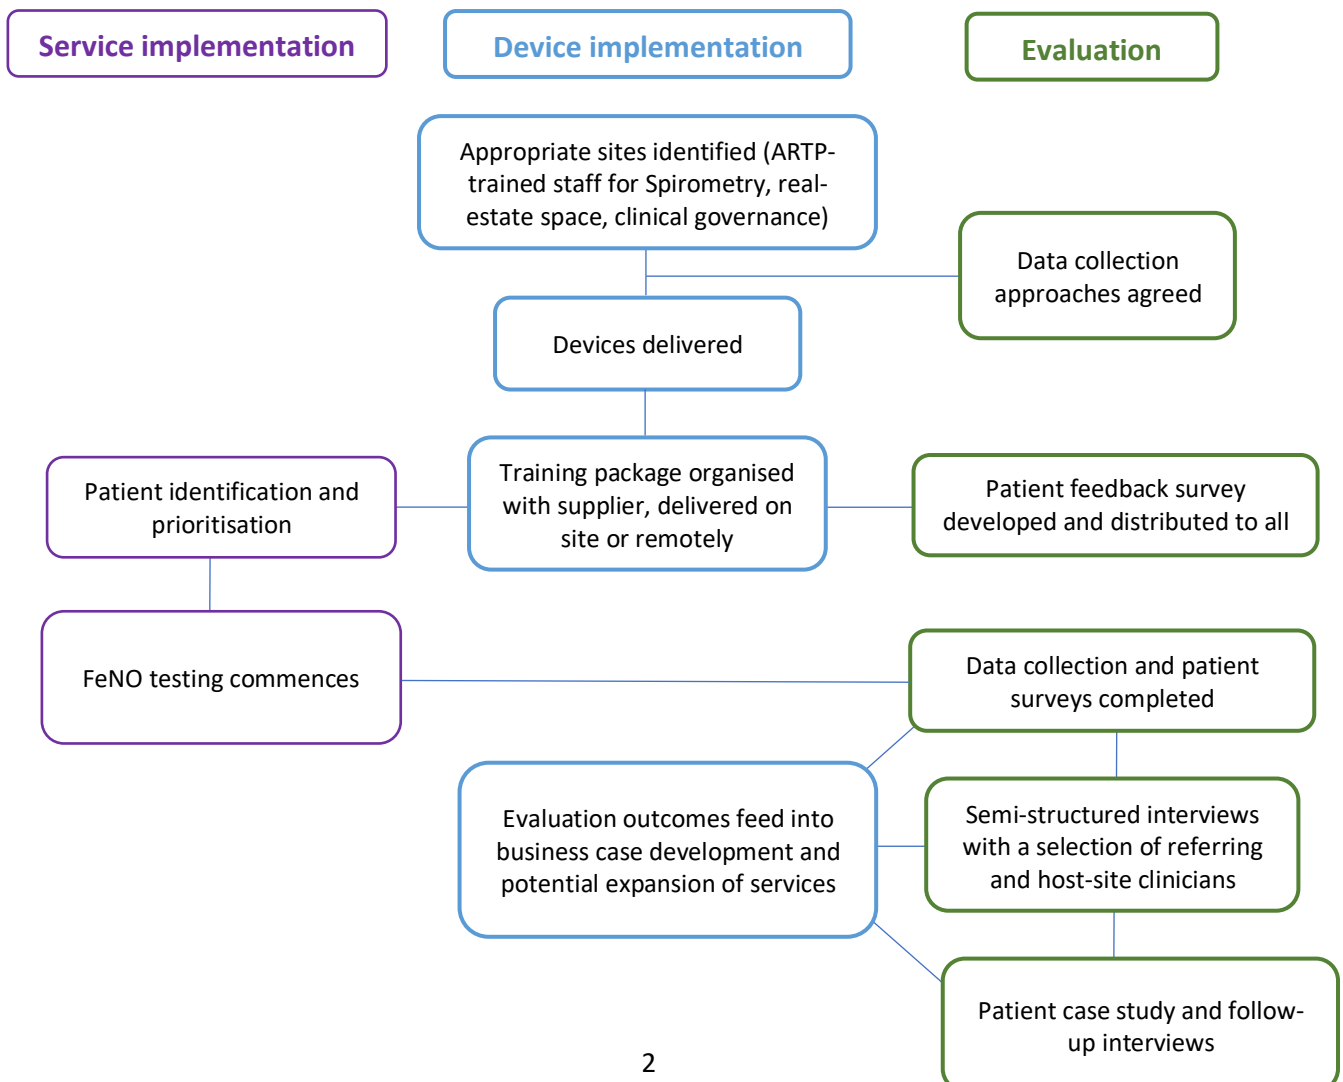 Service implementation
Device implementation
Evaluation
Appropriate sites identified (ARTP-
trained staff for Spirometry, real-
estate space, clinical governance)
Data collection
approaches agreed
Devices delivered
Patient identification and
prioritisation
Training package organised
with supplier, delivered on
site or remotely
Patient feedback survey
developed and distributed to all
FeNO testing commences
Data collection and patient
surveys completed
Evaluation outcomes feed into
business case development and
potential expansion of services
Semi-structured interviews
with a selection of referring
and host-site clinicians
Patient case study and follow-
up interviews
2